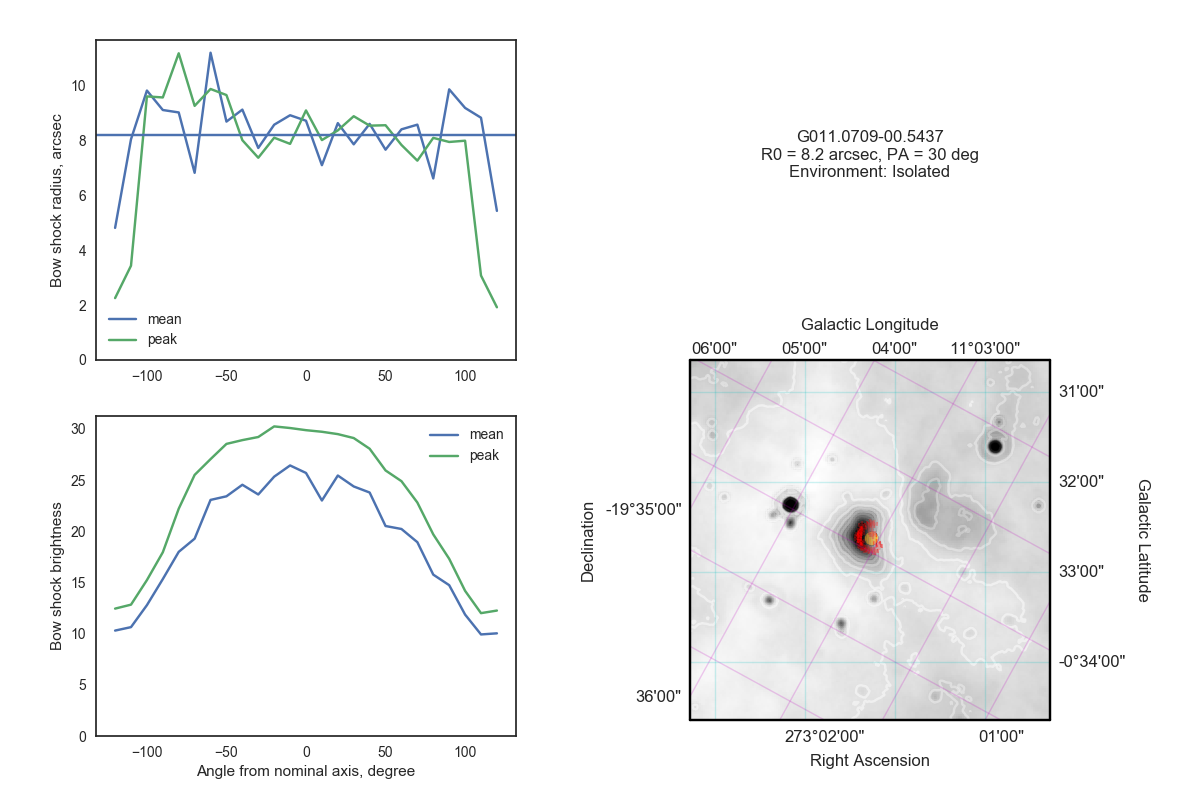 10
8
6
4
2
0
Bow shock radius, arcsec
mean
peak
−100
−50
0
50
100
30
25
20
15
10
5
0
Bow shock brightness
mean
peak
−100
−50
0
50
100
Angle from nominal axis, degree
G011.0709-00.5437
R0 = 8.2 arcsec, PA = 30 deg
Environment: Isolated
Galactic Longitude
06'00" 05'00" 04'00" 11°03'00"
31'00"
32'00"
33'00"
-0°34'00"
Galactic Latitude
-19°35'00"
36'00"
Declination
273°02'00" 01'00"
Right Ascension